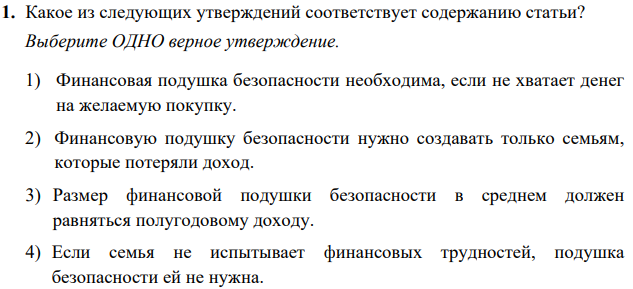 1. Какое из следующих утверждений соответствует содержанию статьи?
Выберите ОДНО верное утверждение.
1) Финансовая подушка безопасности необходима, если не хватает денег
на желаемую покупку.
2) Финансовую подушку безопасности нужно создавать только семьям,
которые потеряли доход.
3) Размер финансовой подушки безопасности в среднем должен
равняться полугодовому доходу.
4) Если семья не испытывает финансовых трудностей, подушка
безопасности ей не нужна.